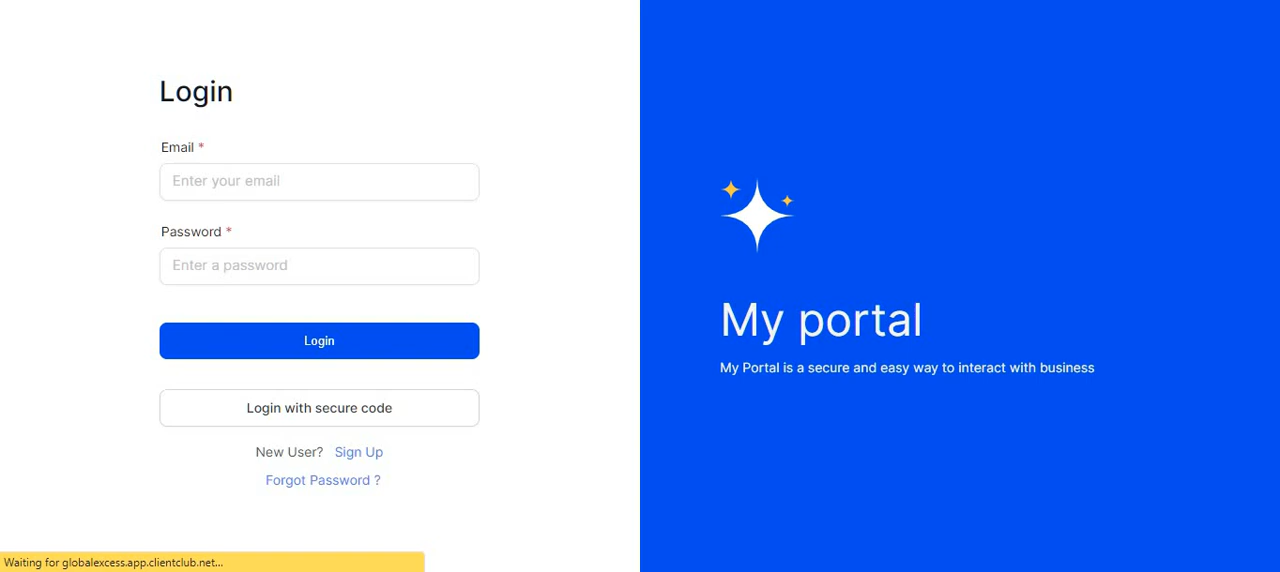 Login
Email *
Enter your email
Password *
Enter a password
Login
Login with secure code
New User? Sign Up
Forgot Password ?
Waiting for globalexcess.app.clientclub.net...
My portal
My Portal is a secure and easy way to interact with business